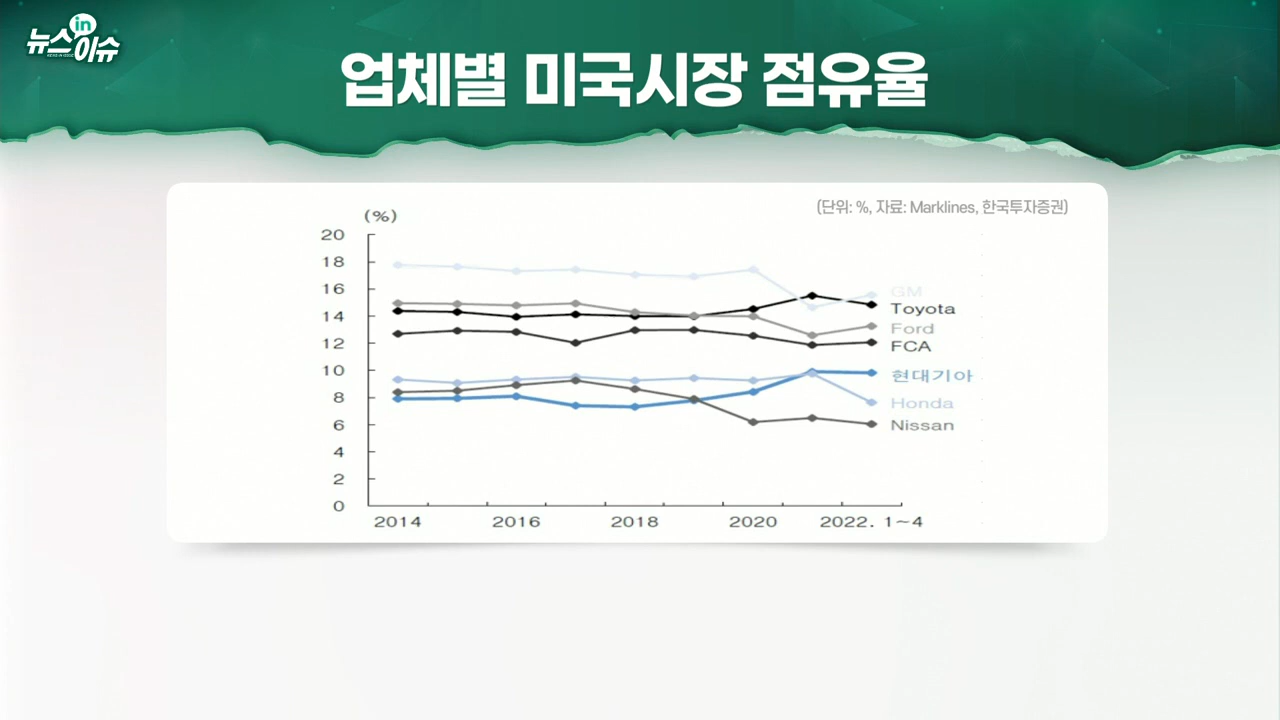 뉴스in이슈
업체별 미국시장 점유율
(단위: %, 자료: Marklines, 한국투자증권)
(%)
20
18
16
14
12
10
8
6
4
2
0
GM
Toyota
Ford
FCA
현대기아
Honda
Nissan
2014 2016 2018 2020 2022. 1~4